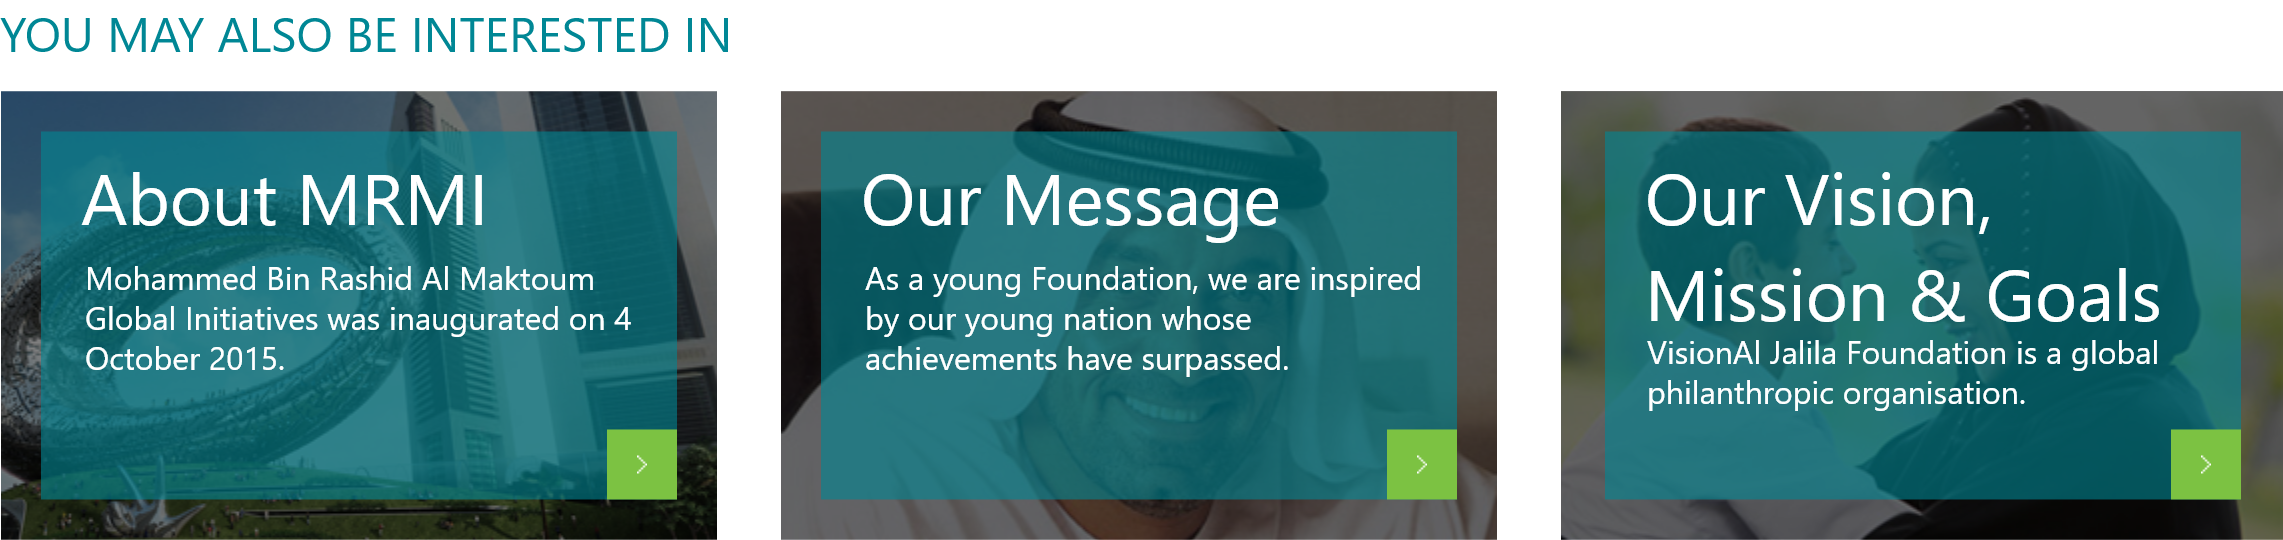 YOU MAY ALSO BE INTERESTED IN
About MRMI
Mohammed Bin Rashid Al Maktoum
Global Initiatives was inaugurated on 4
October 2015.
Our Message
As a young Foundation, we are inspired
by our young nation whose
achievements have surpassed.
Our Vision,
Mission & Goals
VisionAl Jalila Foundation is a global
philanthropic organisation.